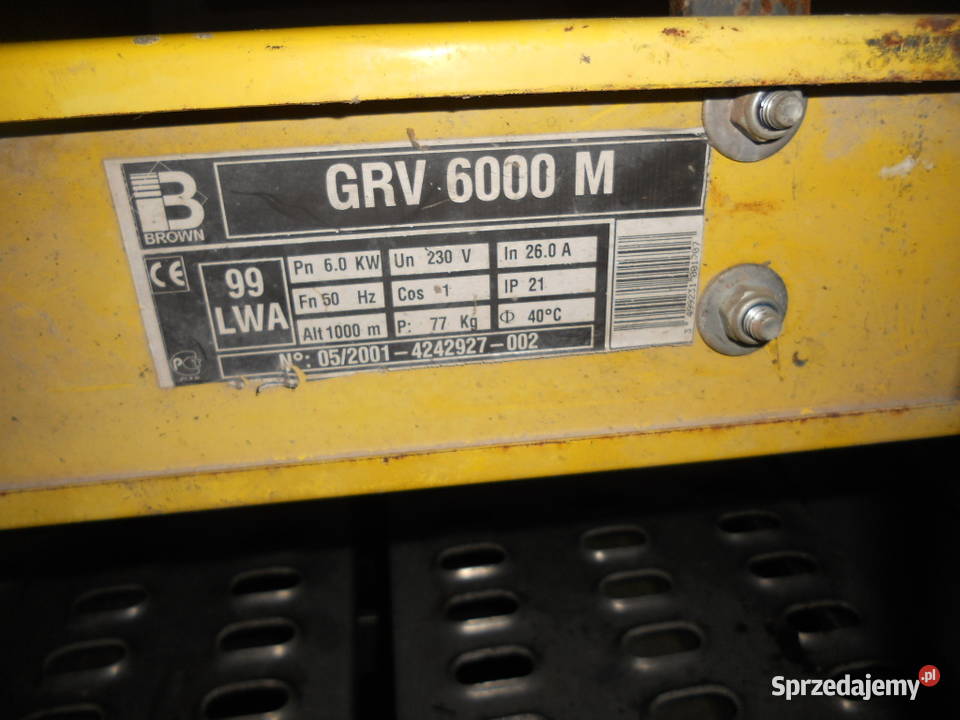 BROWN
GRV 6000 M
CE
99
LWA
Pn 6.0 KW
Un 230 V
In 26.0 A
Fn 50 Hz
Cos 1
IP 21
Alt 1000 m
P: 77 Kg
Φ 40°C
N°: 05/2001-4242927-002
Sprzedajemy.pl